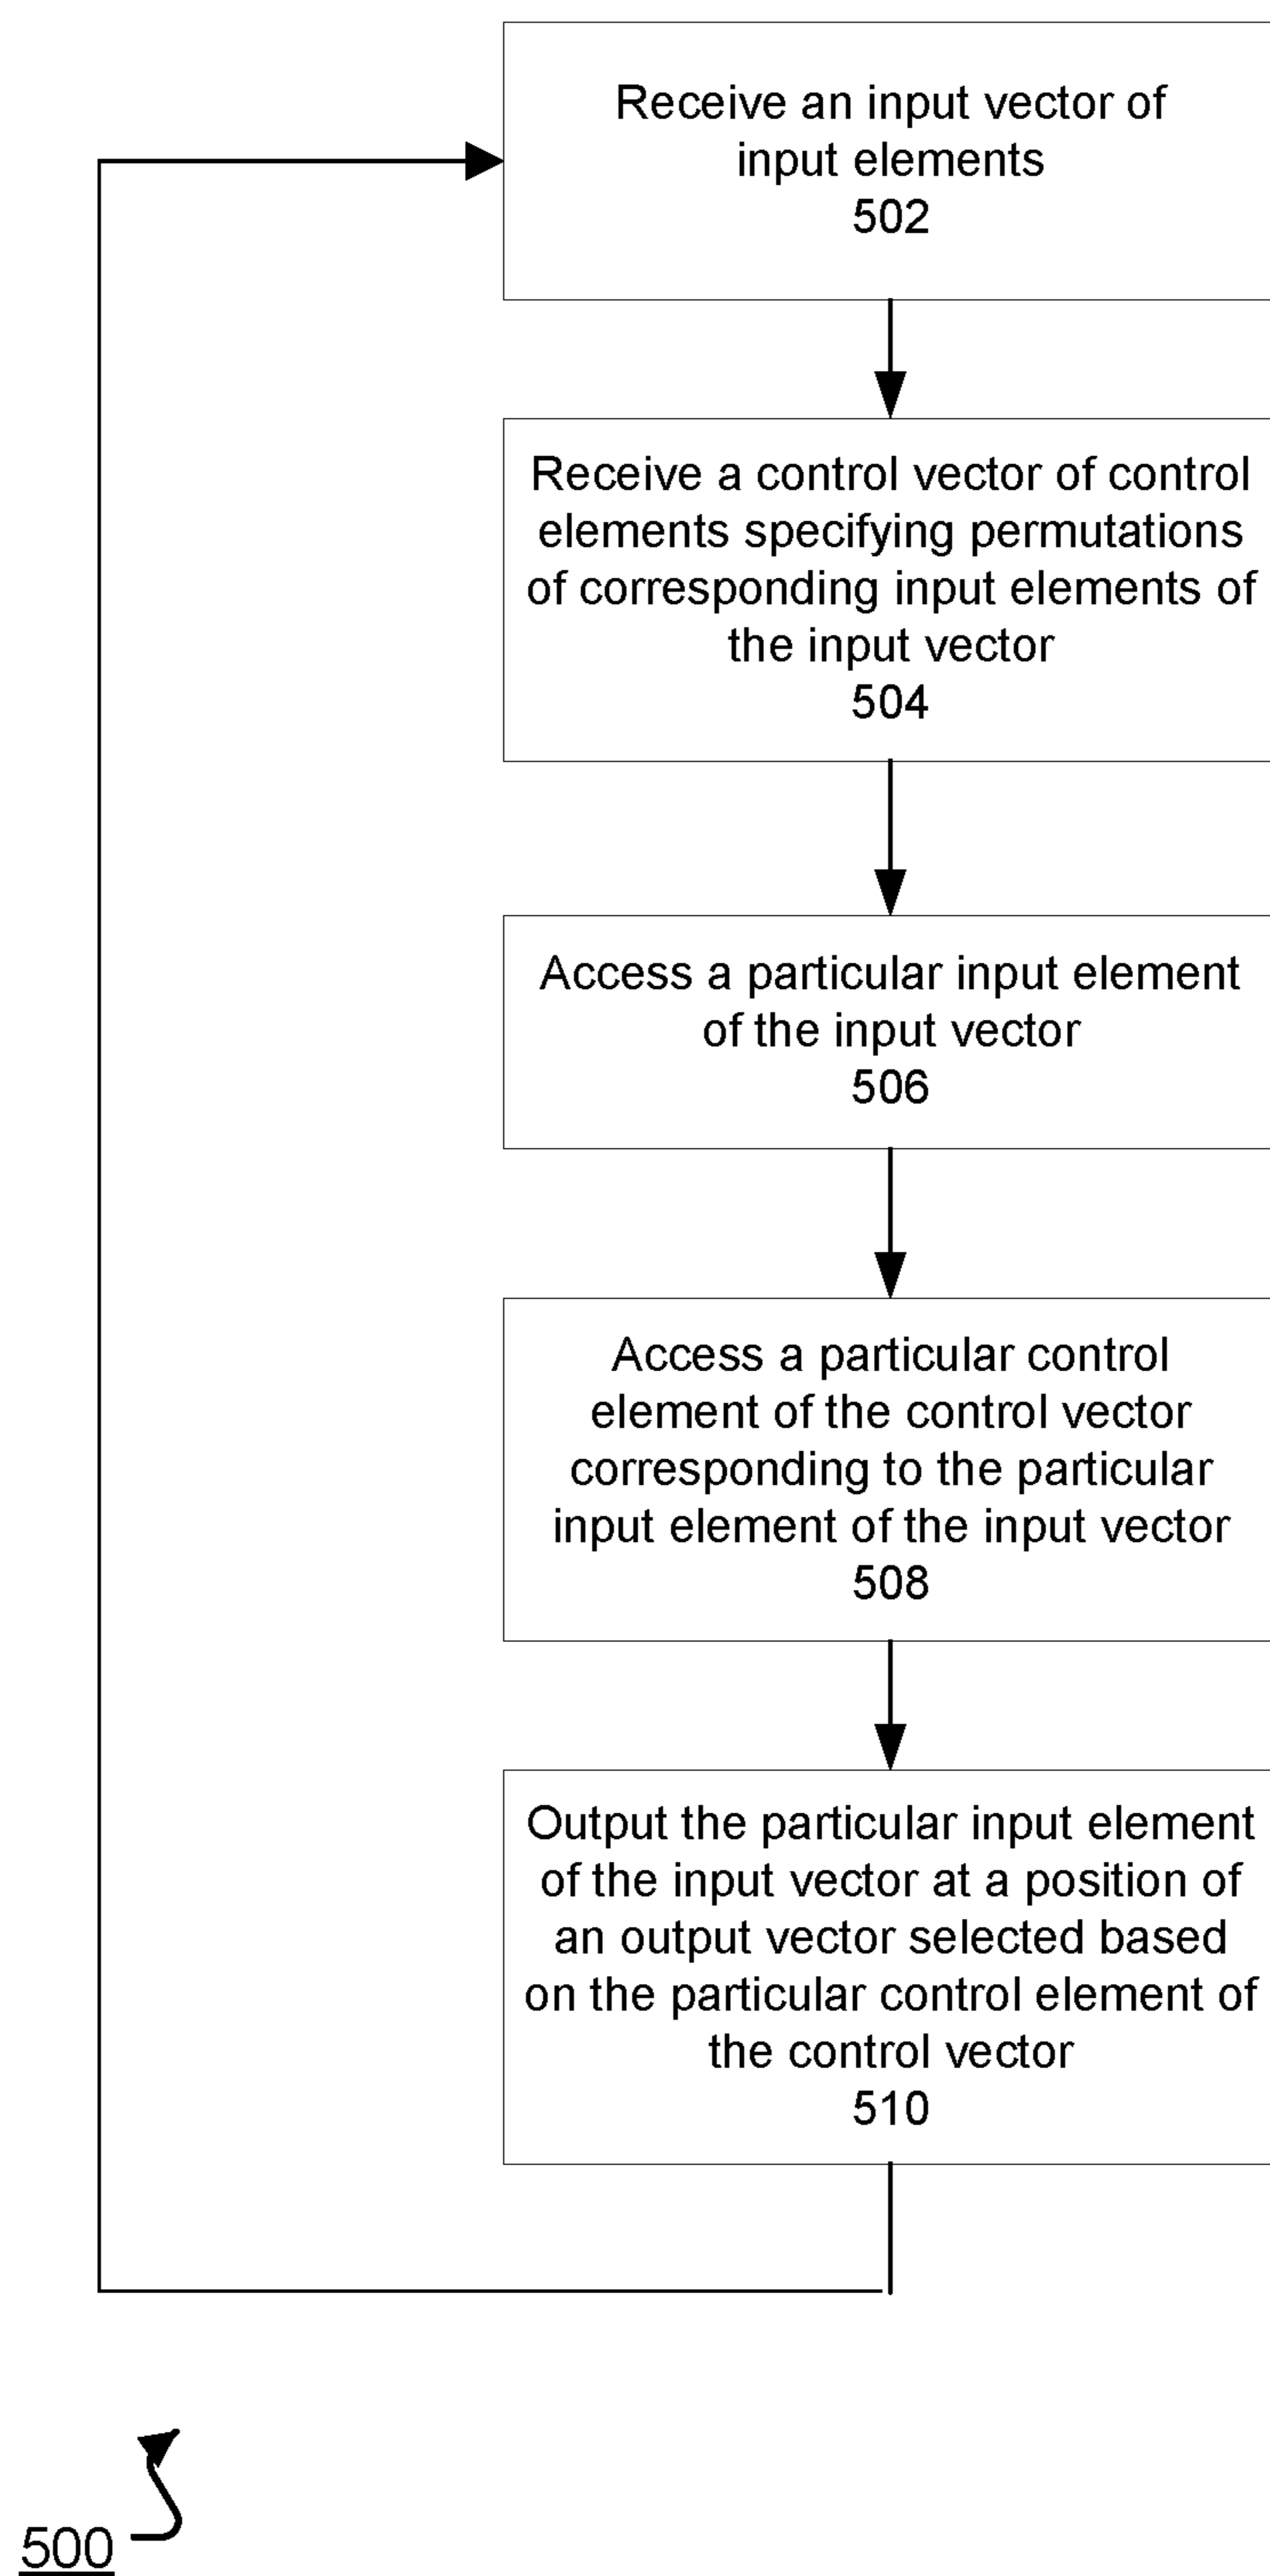 Receive an input vector of
input elements
502
Receive a control vector of control
elements specifying permutations
of corresponding input elements of
the input vector
504
Access a particular input element
of the input vector
506
Access a particular control
element of the control vector
corresponding to the particular
input element of the input vector
508
Output the particular input element
of the input vector at a position of
an output vector selected based
on the particular control element of
the control vector
510
500